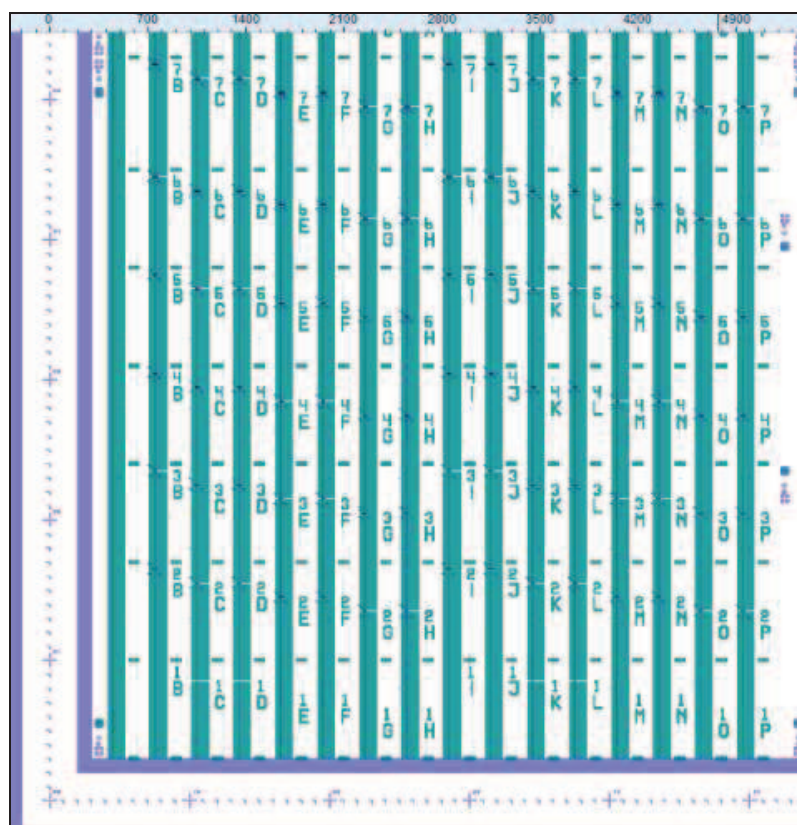 0 700 1400 2100 2800 3500 4200 4900
7B 7C 7D 7E 7F 7G 7H 7I 7J 7K 7L 7M 7N 7O 7P
6B 6C 6D 6E 6F 6G 6H 6I 6J 6K 6L 6M 6N 6O 6P
5B 5C 5D 5E 5F 5G 5H 5I 5J 5K 5L 5M 5N 5O 5P
4B 4C 4D 4E 4F 4G 4H 4I 4J 4K 4L 4M 4N 4O 4P
3B 3C 3D 3E 3F 3G 3H 3I 3J 3K 3L 3M 3N 3O 3P
2B 2C 2D 2E 2F 2G 2H 2I 2J 2K 2L 2M 2N 2O 2P
1B 1C 1D 1E 1F 1G 1H 1I 1J 1K 1L 1M 1N 1O 1P